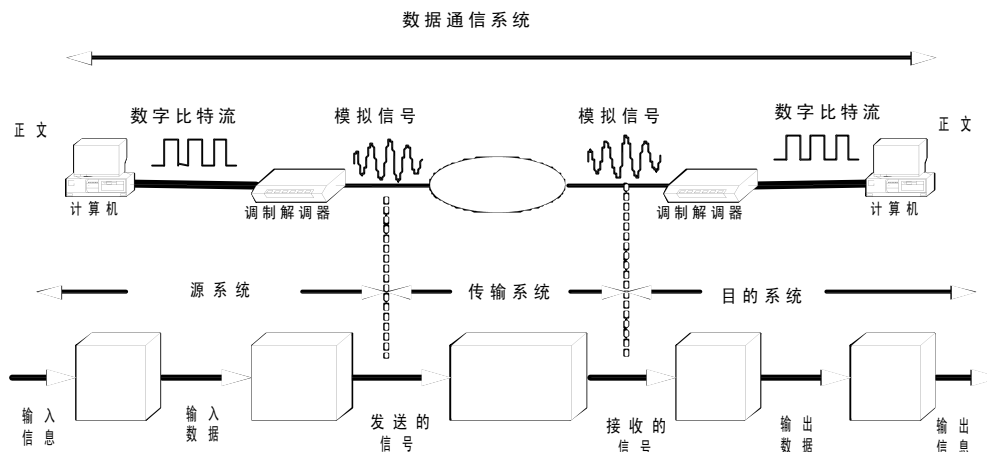 数据通信系统
数字比特流
模拟信号
模拟信号
数字比特流
正文
正文
计算机
调制解调器
调制解调器
计算机
源系统
传输系统
目的系统
输入
信息
输入
数据
发送的
信号
接收的
信号
输出
数据
输出
信息